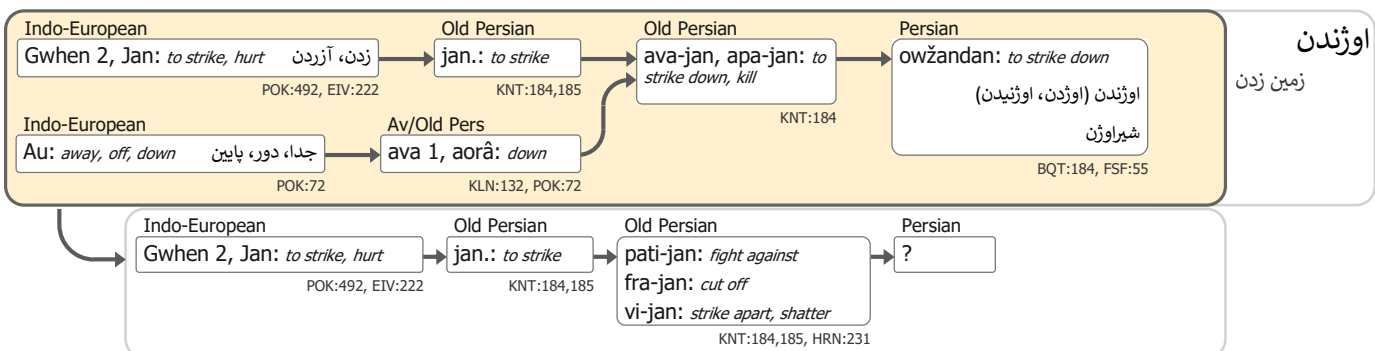 اوژندن
زمین زدن
Indo-European
Gwhen 2, Jan: to strike, hurt زدن، آزردن
POK:492, EIV:222
Old Persian
jan.: to strike
KNT:184,185
Old Persian
ava-jan, apa-jan: to
strike down, kill
KNT:184
Persian
owžandan: to strike down
اوژندن (اوژدن، اوژنیدن)
شیراوژن
BQT:184, FSF:55
Indo-European
Au: away, off, down جدا، دور، پایین
POK:72
Av/Old Pers
ava 1, aorâ: down
KLN:132, POK:72
Indo-European
Gwhen 2, Jan: to strike, hurt
POK:492, EIV:222
Old Persian
jan.: to strike
KNT:184,185
Old Persian
pati-jan: fight against
fra-jan: cut off
vi-jan: strike apart, shatter
KNT:184,185, HRN:231
Persian
?